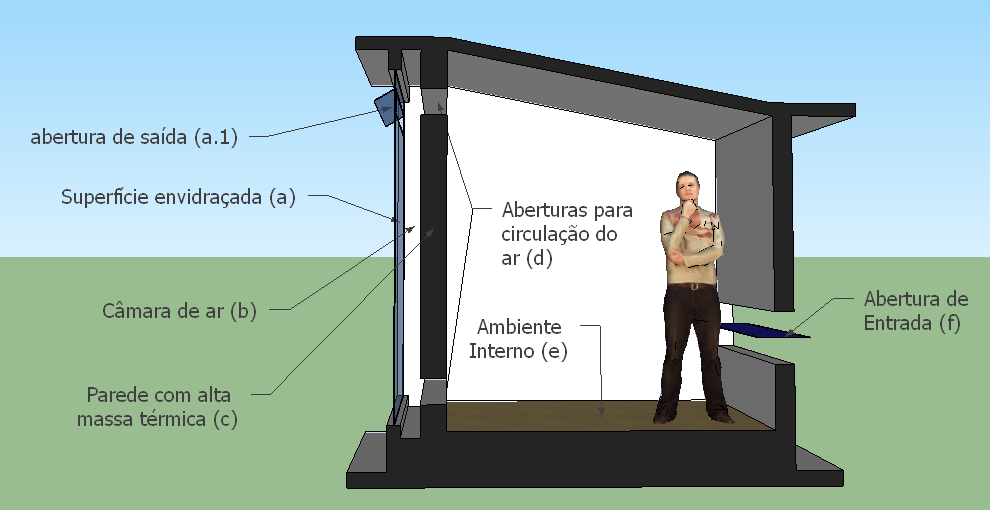 abertura de saída (a.1)
Superfície envidraçada (a)
Câmara de ar (b)
Parede com alta
massa térmica (c)
Aberturas para
circulação do
ar (d)
Ambiente
Interno (e)
Abertura de
Entrada (f)